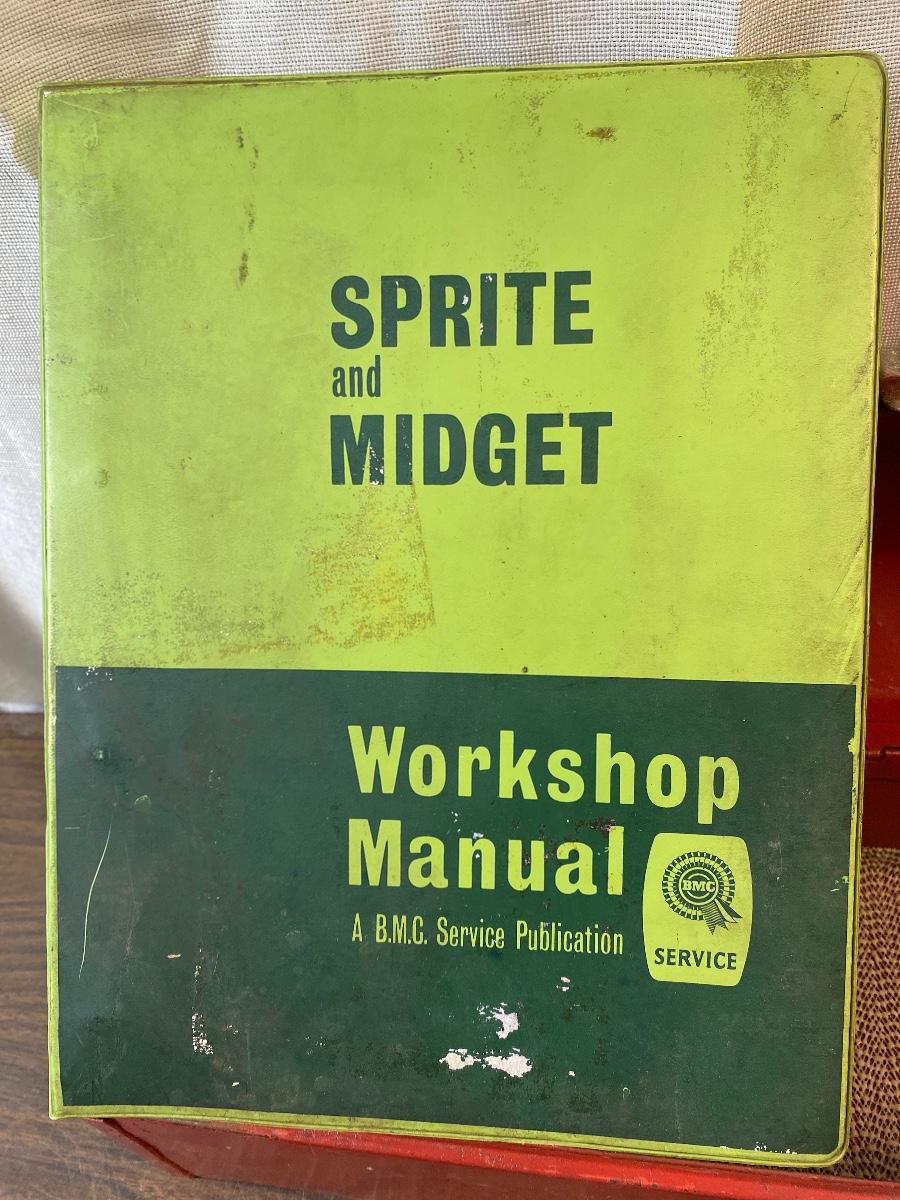 SPRITE
and
MIDGET
Workshop
Manual
A B.M.C. Service Publication
BMC
SERVICE